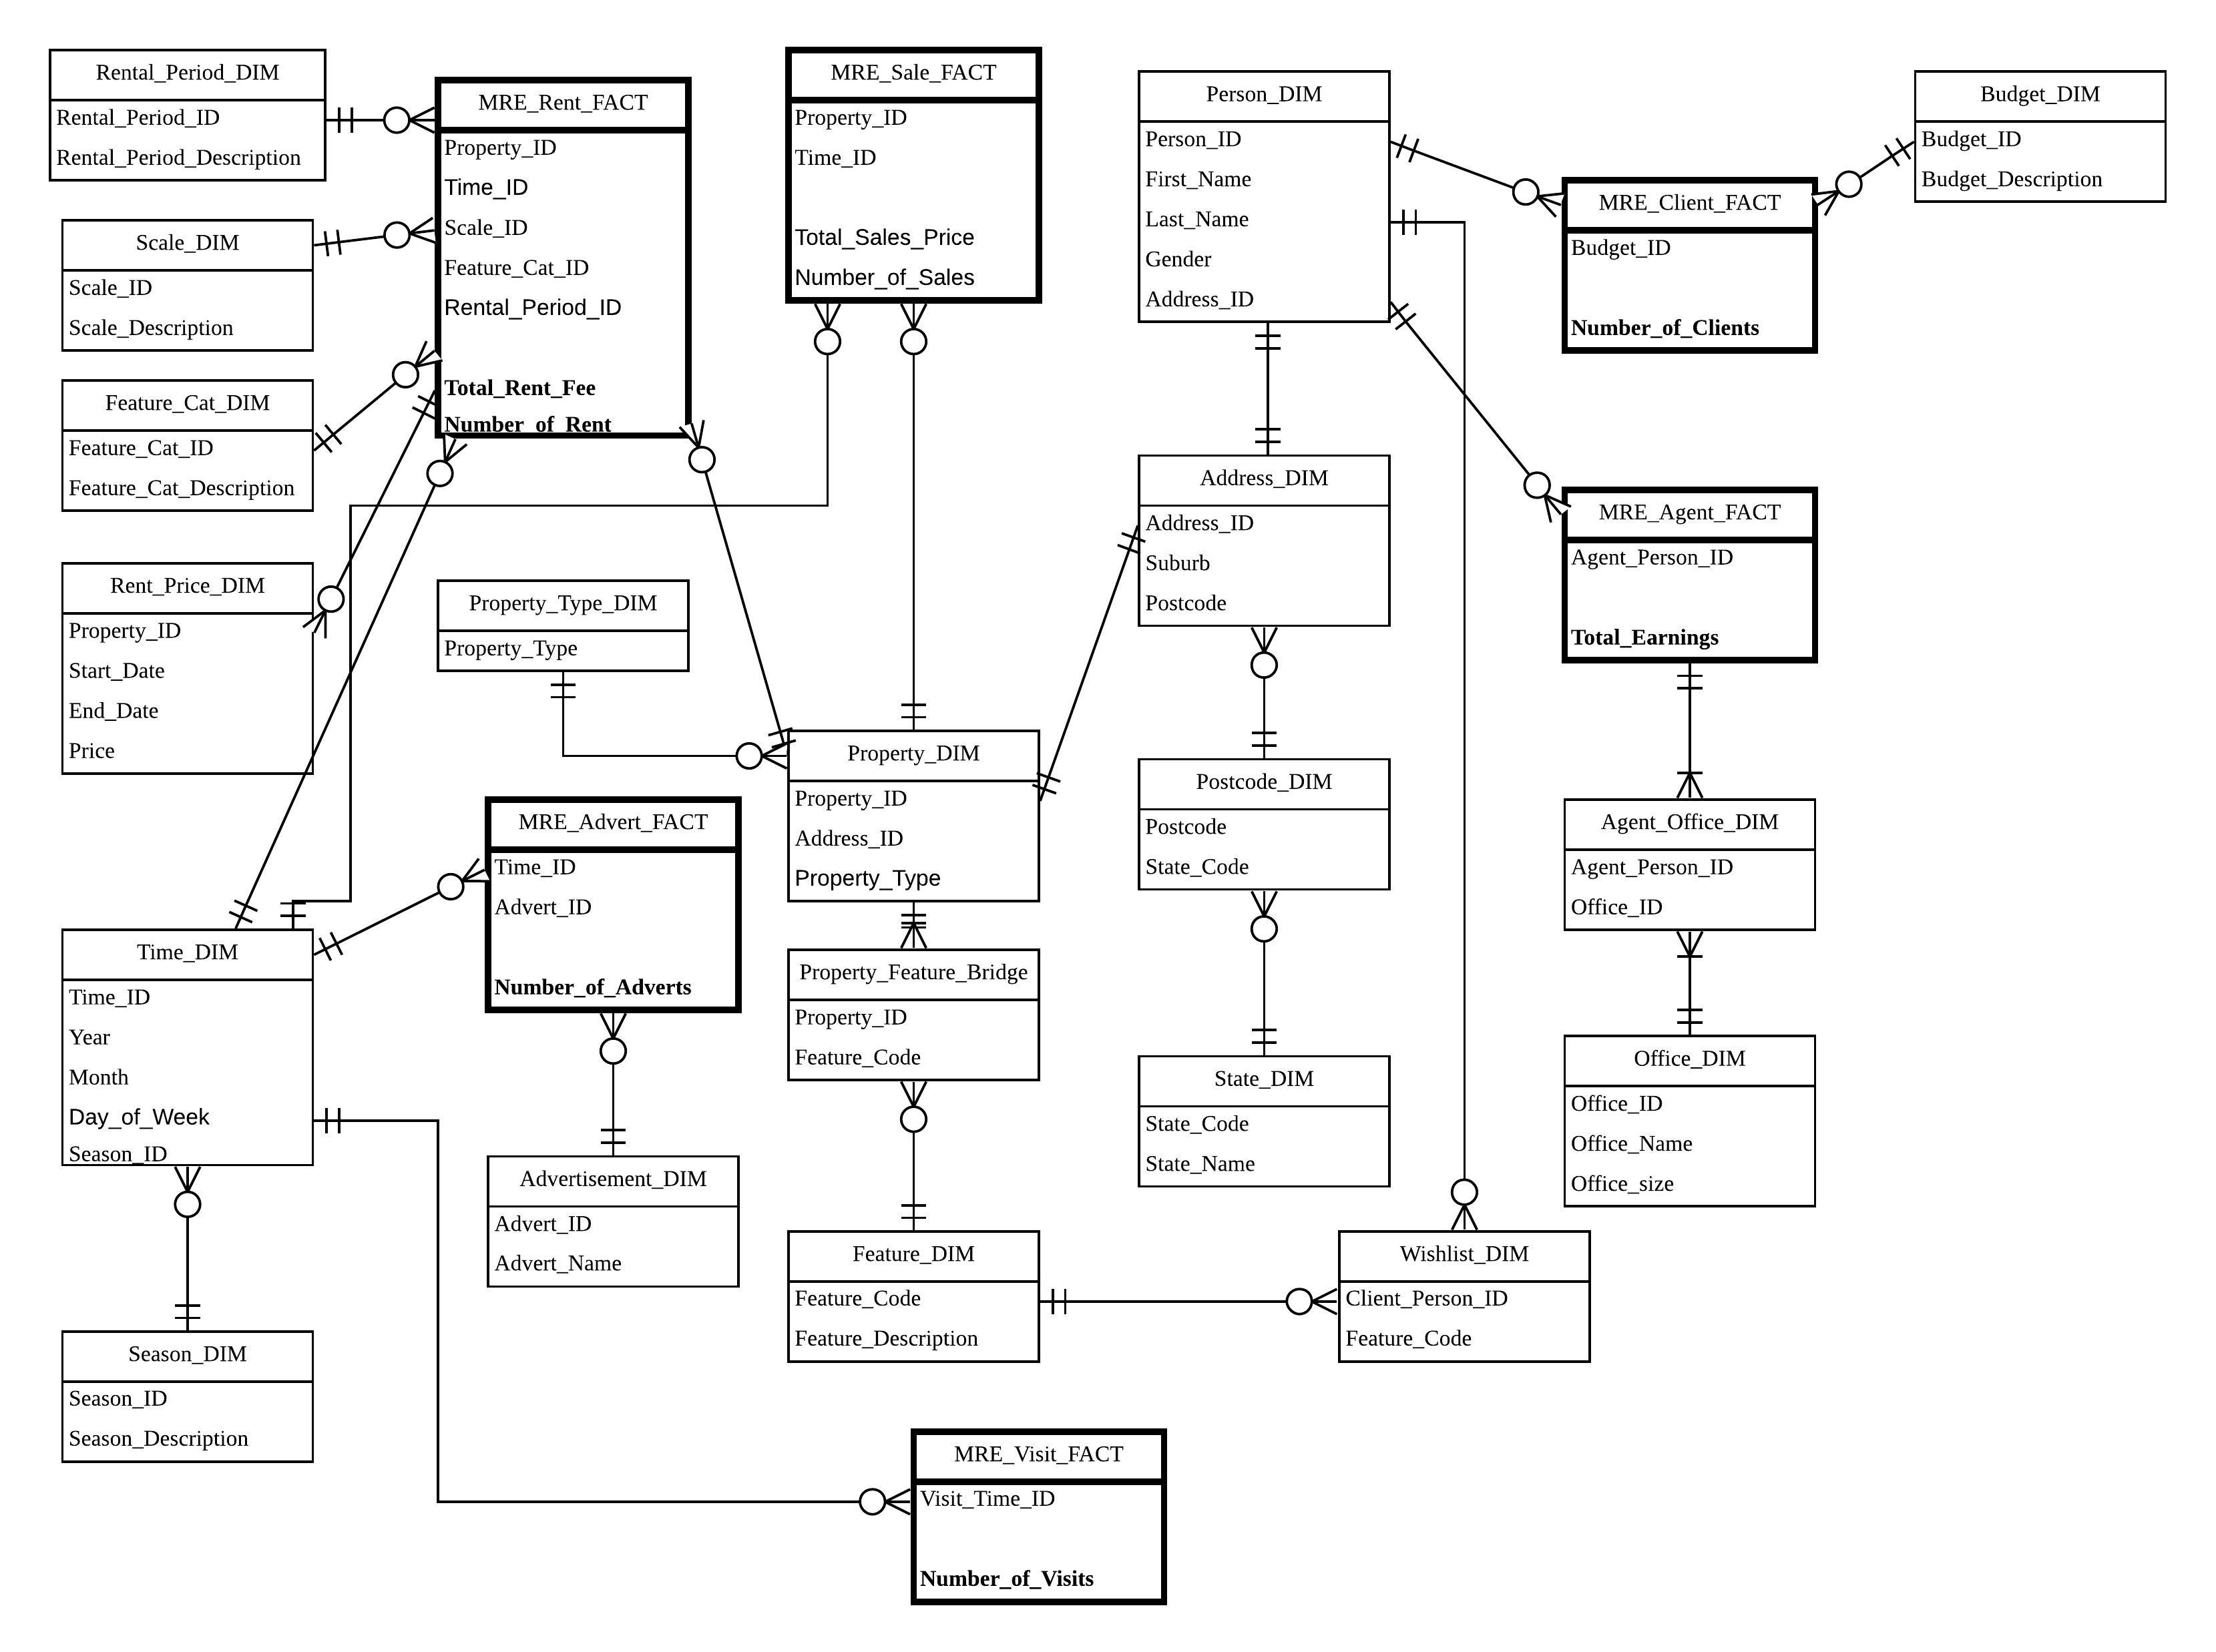 Rental_Period_DIM
Rental_Period_ID
Rental_Period_Description
MRE_Rent_FACT
Property_ID
Time_ID
Scale_ID
Feature_Cat_ID
Rental_Period_ID
Total_Rent_Fee
Number_of_Rent
MRE_Sale_FACT
Property_ID
Time_ID
Total_Sales_Price
Number_of_Sales
Person_DIM
Person_ID
First_Name
Last_Name
Gender
Address_ID
MRE_Client_FACT
Budget_ID
Number_of_Clients
Budget_DIM
Budget_ID
Budget_Description
Scale_DIM
Scale_ID
Scale_Description
Feature_Cat_DIM
Feature_Cat_ID
Feature_Cat_Description
Rent_Price_DIM
Property_ID
Start_Date
End_Date
Price
Property_Type_DIM
Property_Type
Address_DIM
Address_ID
Suburb
Postcode
MRE_Agent_FACT
Agent_Person_ID
Total_Earnings
Property_DIM
Property_ID
Address_ID
Property_Type
Postcode_DIM
Postcode
State_Code
Agent_Office_DIM
Agent_Person_ID
Office_ID
MRE_Advert_FACT
Time_ID
Advert_ID
Number_of_Adverts
Time_DIM
Time_ID
Year
Month
Day_of_Week
Season_ID
Property_Feature_Bridge
Property_ID
Feature_Code
State_DIM
State_Code
State_Name
Office_DIM
Office_ID
Office_Name
Office_size
Advertisement_DIM
Advert_ID
Advert_Name
Feature_DIM
Feature_Code
Feature_Description
Wishlist_DIM
Client_Person_ID
Feature_Code
Season_DIM
Season_ID
Season_Description
MRE_Visit_FACT
Visit_Time_ID
Number_of_Visits